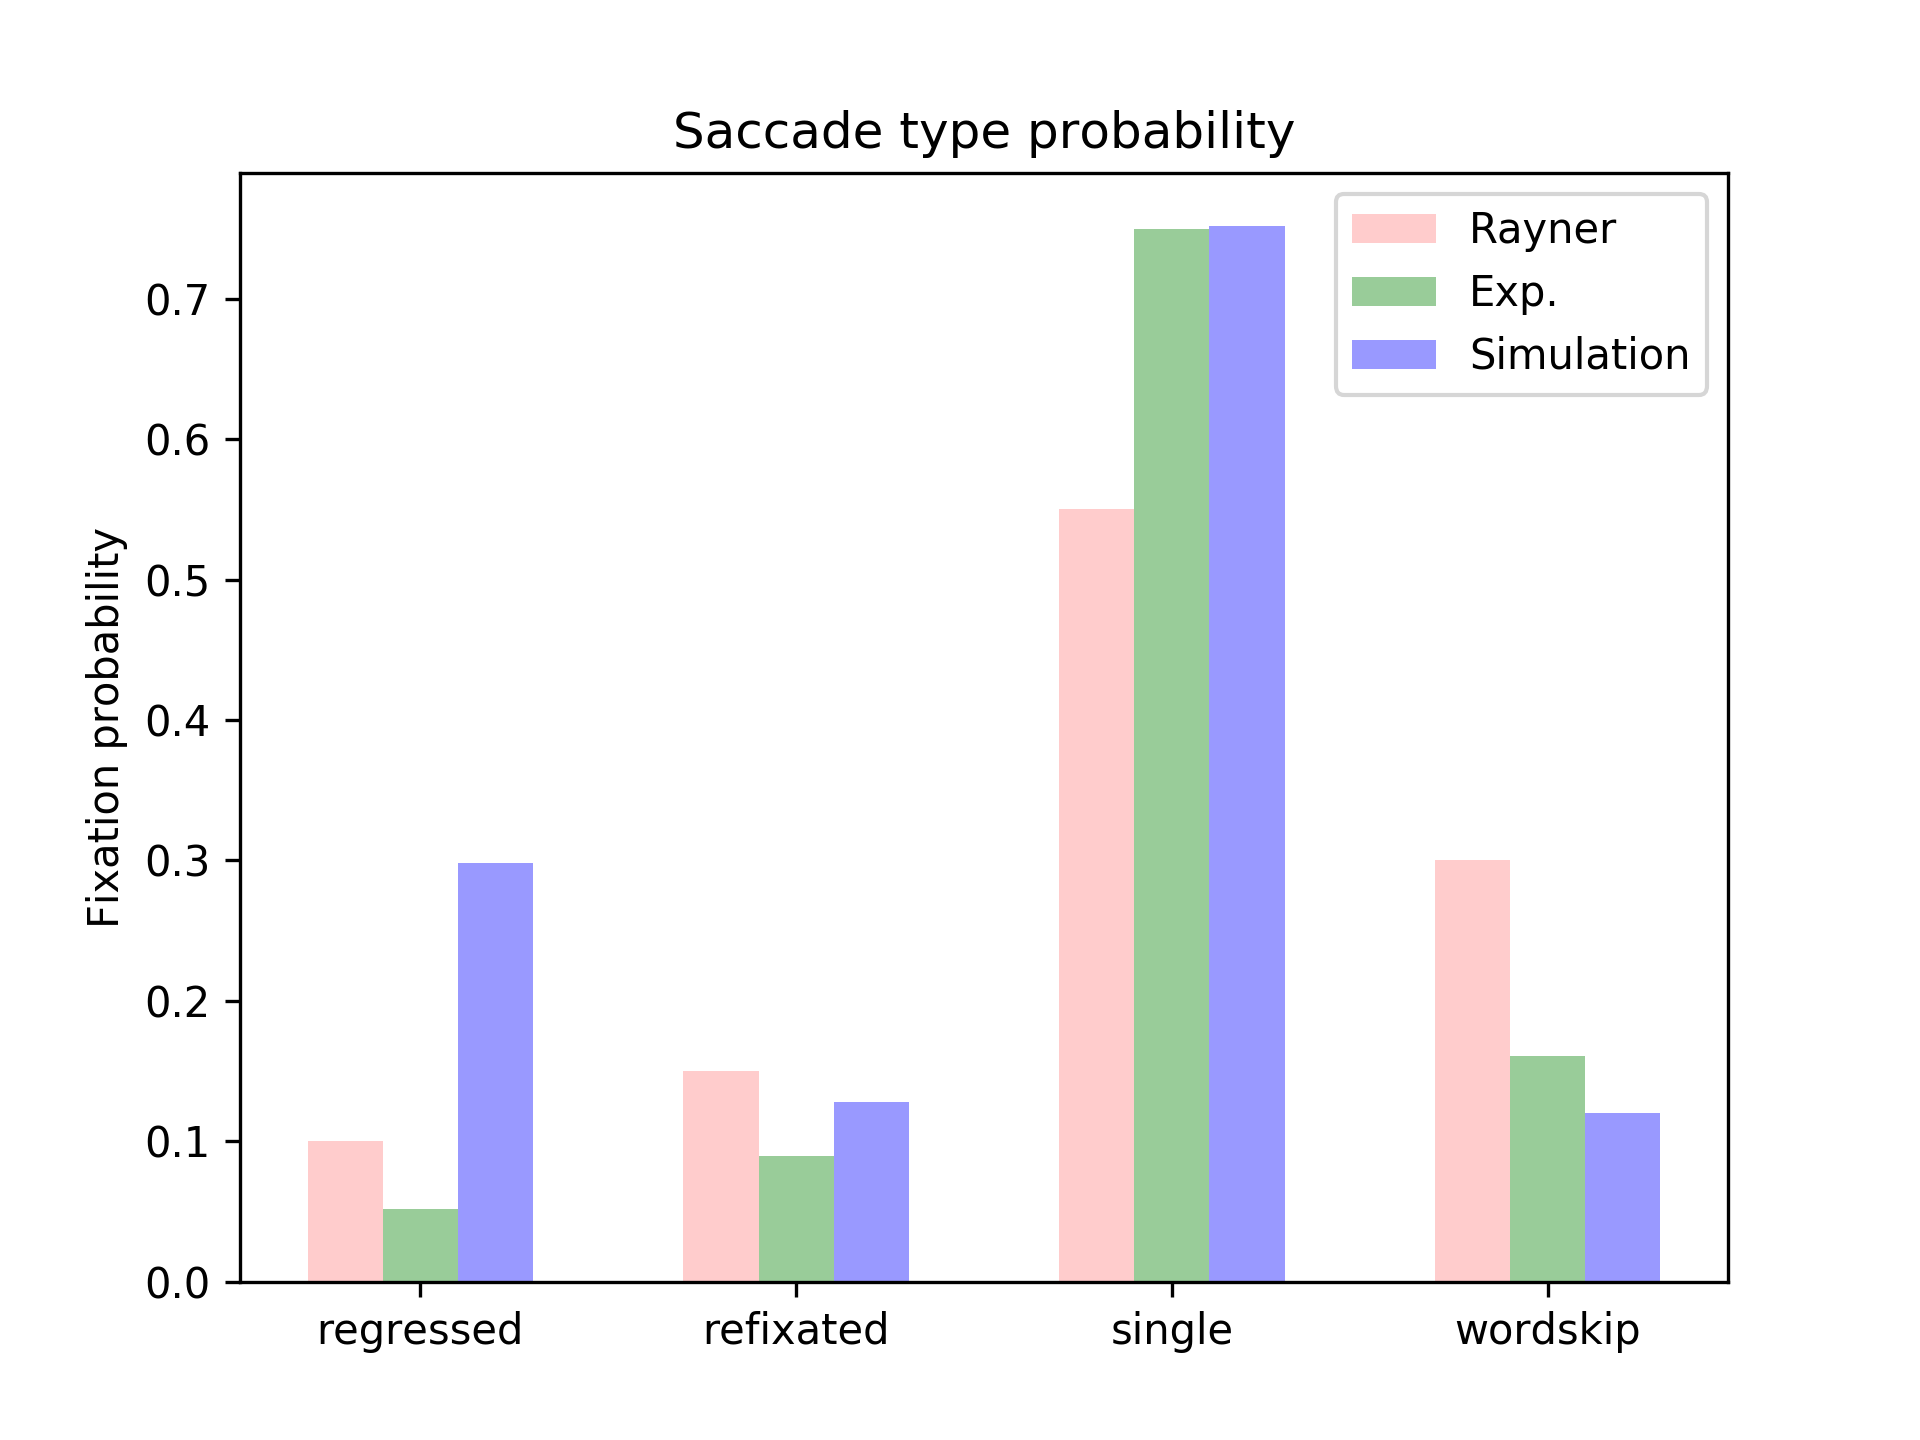 Saccade type probability
Rayner
Exp.
Simulation
Fixation probability
0.7
0.6
0.5
0.4
0.3
0.2
0.1
0.0
regressed
refixated
single
wordskip